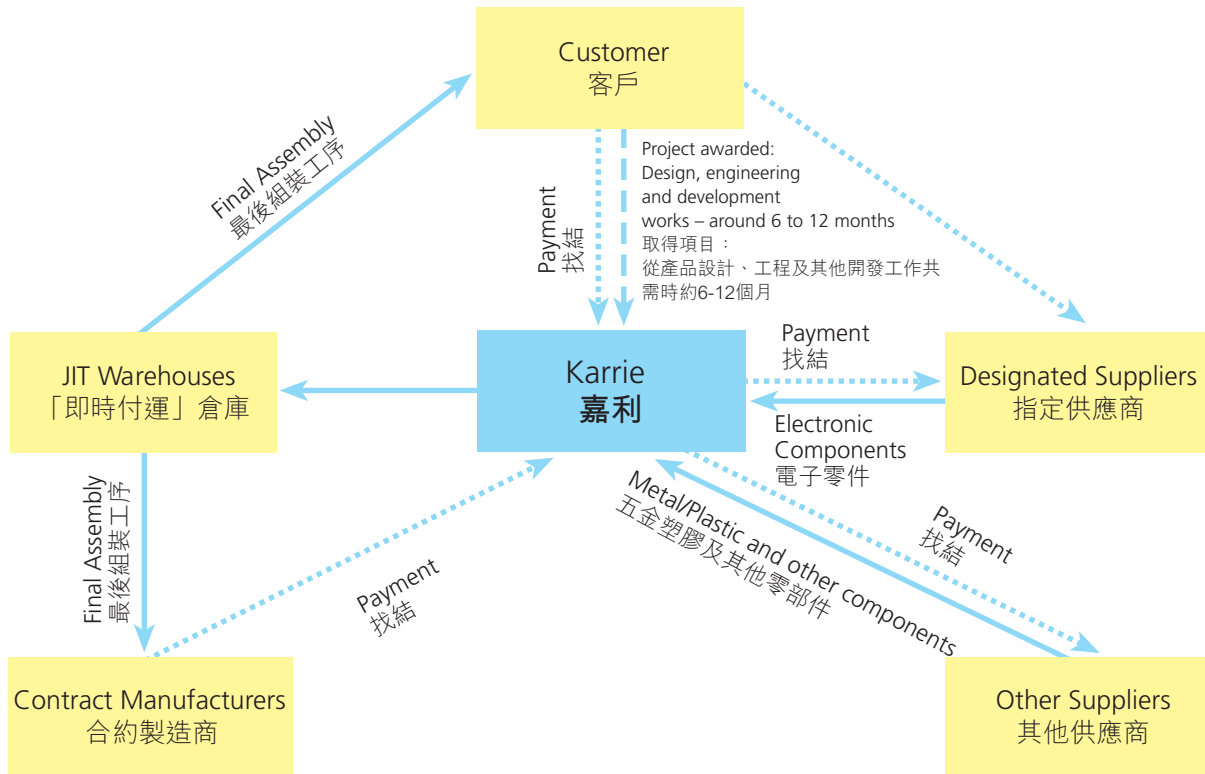 Customer
客戶
Final Assembly
最後組裝工序
Payment
找結
Project awarded:
Design, engineering
and development
works – around 6 to 12 months
取得項目：
從產品設計、工程及其他開發工作共
需時約6-12個月
JIT Warehouses
「即時付運」倉庫
Karrie
嘉利
Payment
找結
Designated Suppliers
指定供應商
Electronic
Components
電子零件
Final Assembly
最後組裝工序
Payment
找結
Metal/Plastic and other components
五金塑膠及其他零部件
Payment
找結
Contract Manufacturers
合約製造商
Other Suppliers
其他供應商